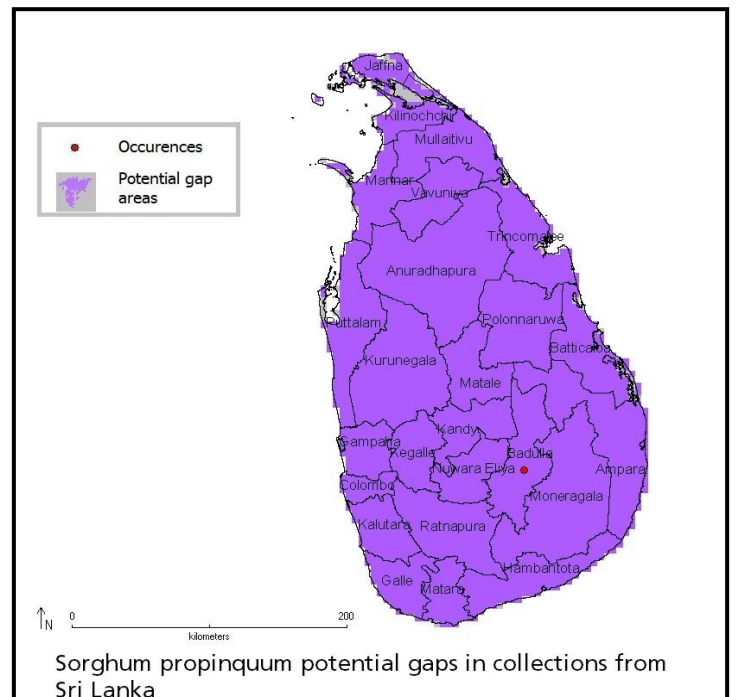 Jaffna
Kilinochchi
Mullaitivu
Occurences
Potential gap
areas
Mannar
Vavuniya
Trincomalee
Anuradhapura
Puttalam
Polonnaruwa
Batticaloa
Kurunegala
Matale
Kandy
Gampaha
Kegalle
Badulla
Nuwara Eliya
Ampara
Colombo
Moneragala
Kalutara
Ratnapura
Hambantota
Galle
Matara
N
0
200
kilometers
Sorghum propinquum potential gaps in collections from
Sri Lanka